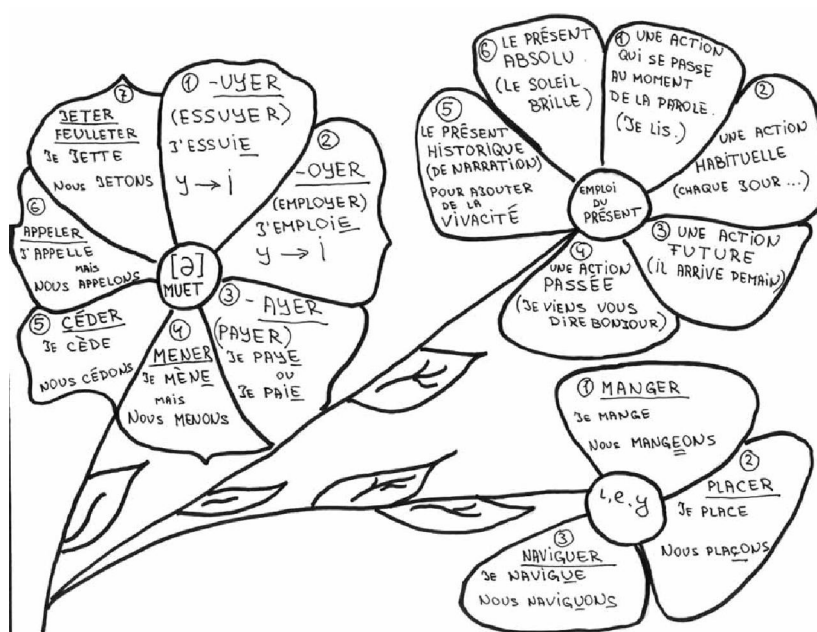 [ə]
MUET
① -UYER
(ESSUYER)
J'ESSUIE
y → i
② -OYER
(EMPLOYER)
J'EMPLOIE
y → i
③ - AYER
(PAYER)
JE PAYE
OU
JE PAIE
④ MENER
JE MÈNE
MAIS
NOUS MENONS
⑤ CÉDER
JE CÈDE
NOUS CÉDONS
⑥
APPELER
J'APPELLE
MAIS
NOUS APPELONS
⑦
JETER
FEUILLETER
JE JETTE
NOUS JETONS
EMPLOI
DU
PRÉSENT
① UNE ACTION
QUI SE PASSE
AU MOMENT
DE LA PAROLE.
(JE LIS.)
②
UNE ACTION
HABITUELLE
(CHAQUE JOUR...)
③ UNE ACTION
FUTURE
(IL ARRIVE DEMAIN)
④
UNE ACTION
PASSÉE
(JE VIENS VOUS
DIRE BONJOUR)
⑤
LE PRÉSENT
HISTORIQUE
(DE NARRATION)
POUR AJOUTER
DE LA
VIVACITÉ
⑥ LE PRÉSENT
ABSOLU
(LE SOLEIL
BRILLE)
① MANGER
JE MANGE
NOUS MANGEONS
②
PLACER
JE PLACE
NOUS PLAÇONS
③
NAVIGUER
JE NAVIGUE
NOUS NAVIGUONS